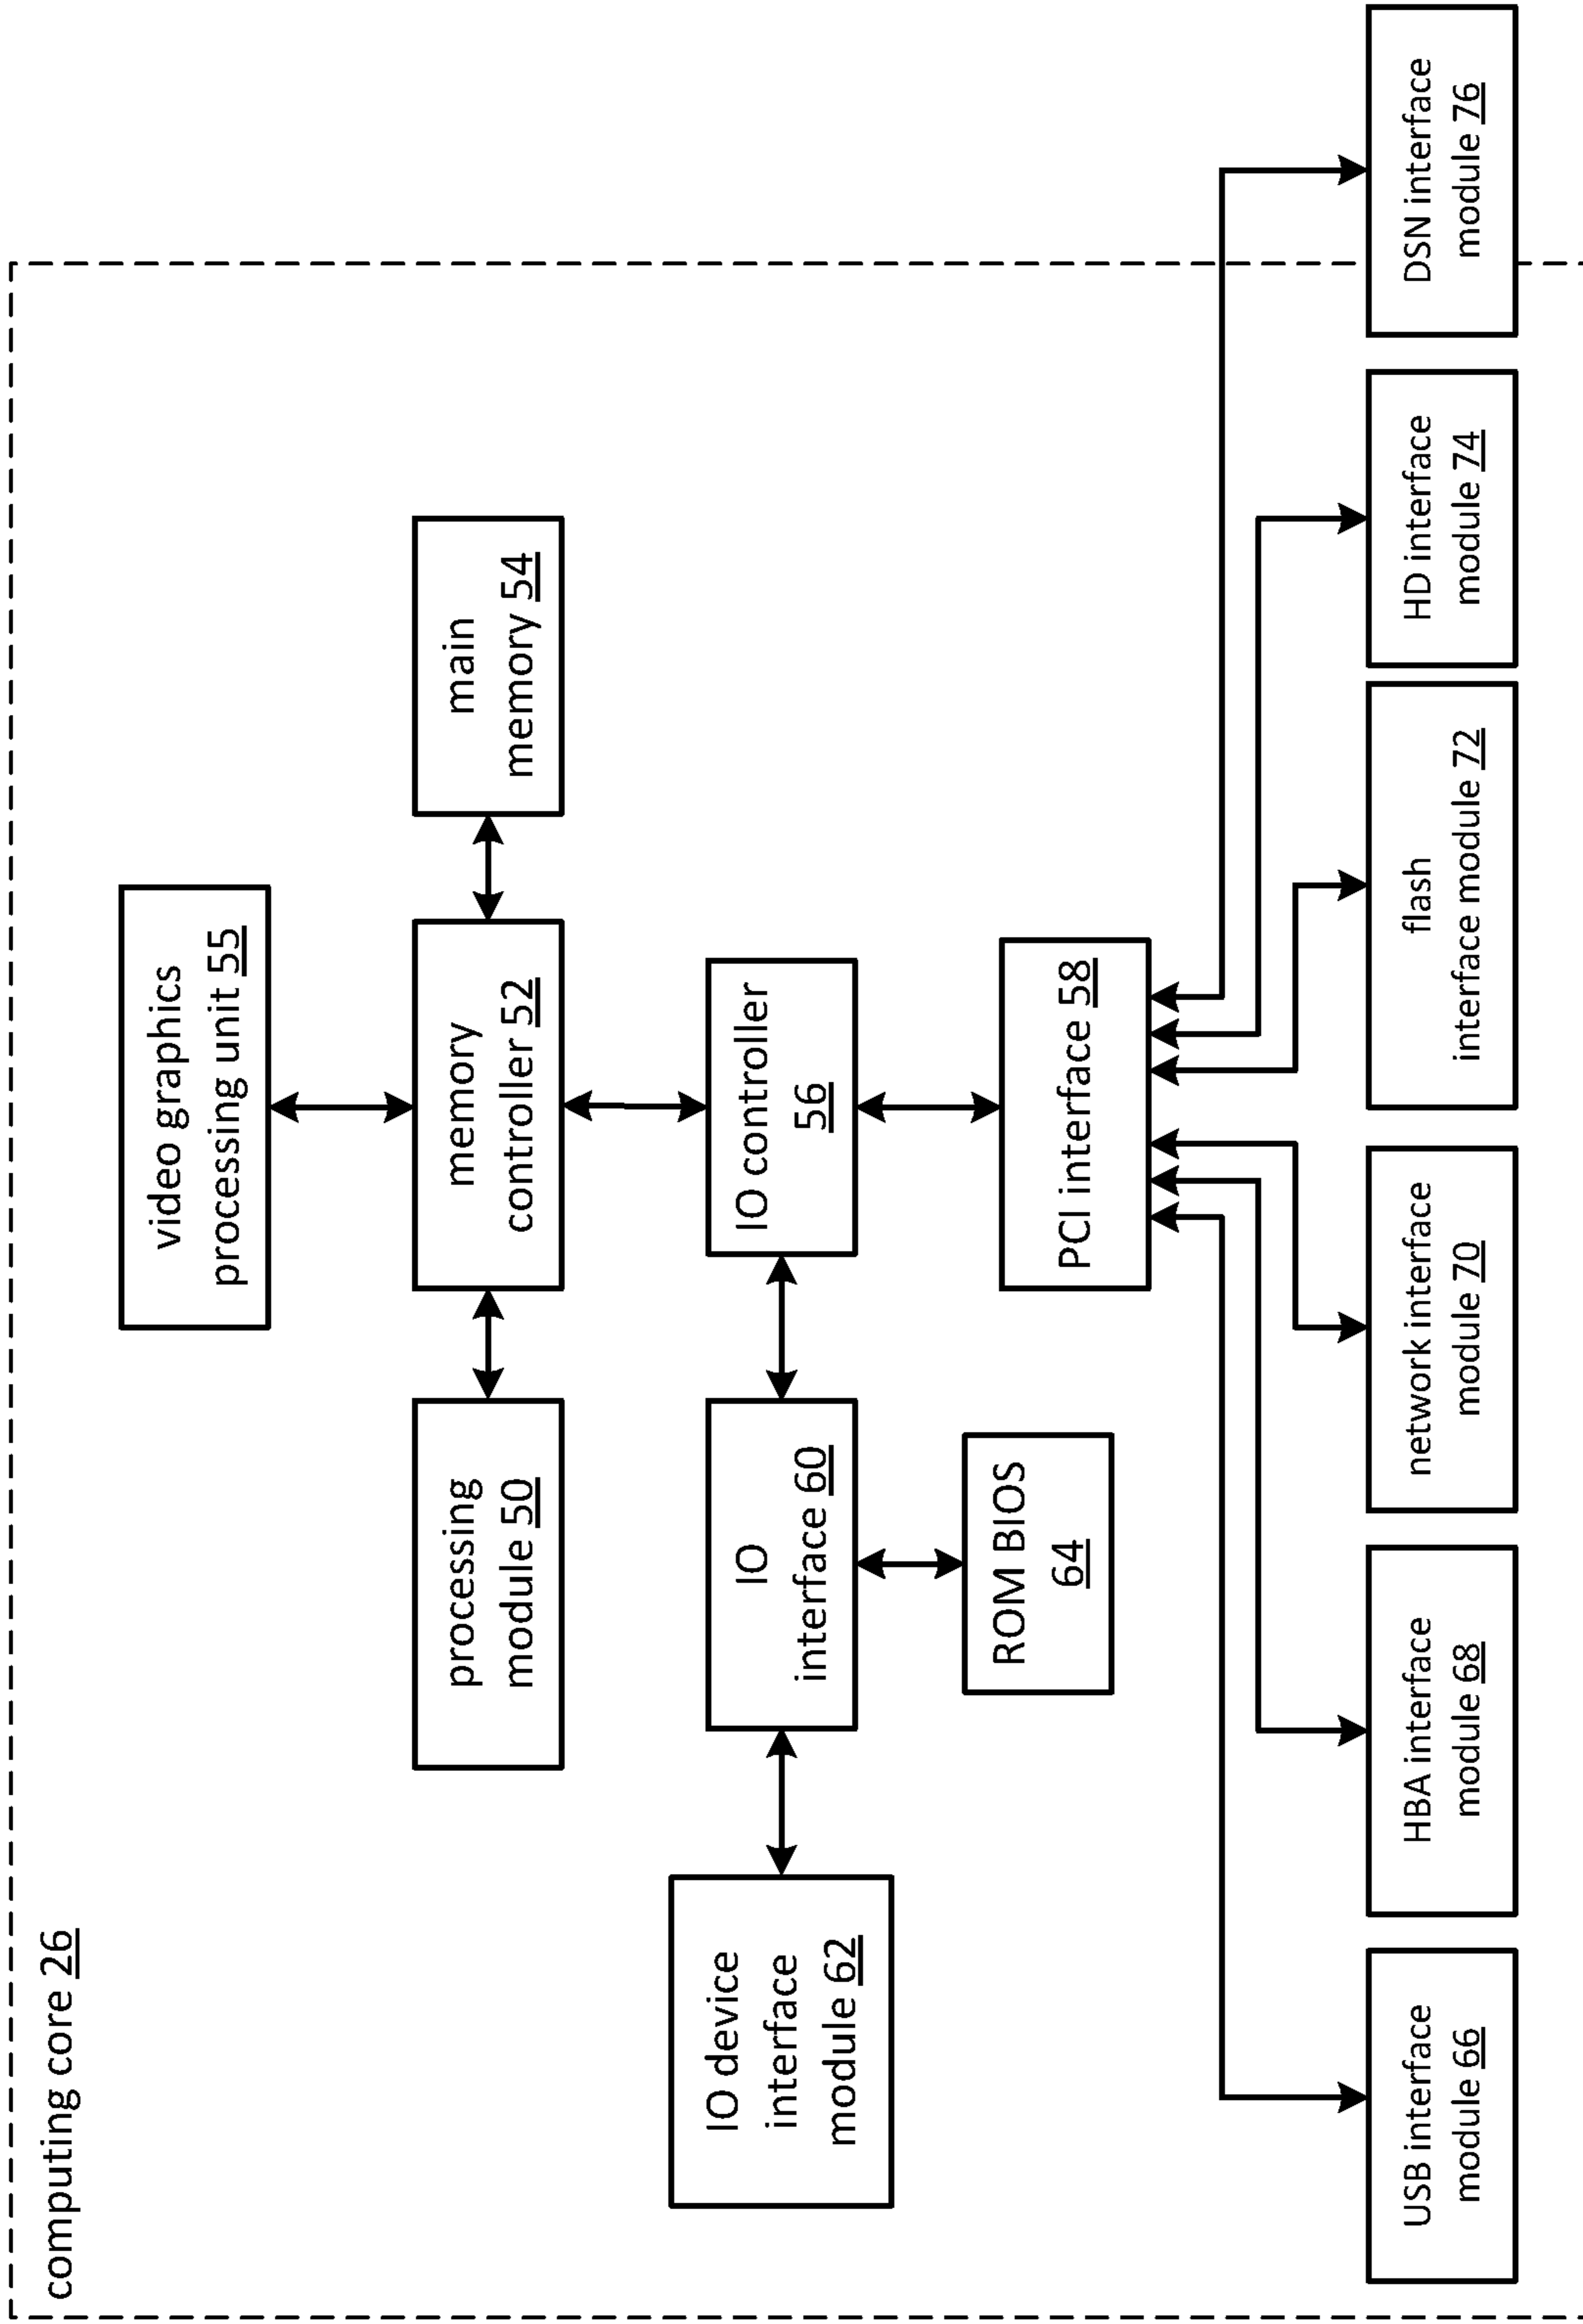 computing core 26
video graphics
processing unit 55
processing
module 50
memory
controller 52
main
memory 54
IO device
interface
module 62
IO
interface 60
IO controller
56
ROM BIOS
64
PCI interface 58
USB interface
module 66
HBA interface
module 68
network interface
module 70
flash
interface module 72
HD interface
module 74
DSN interface
module 76